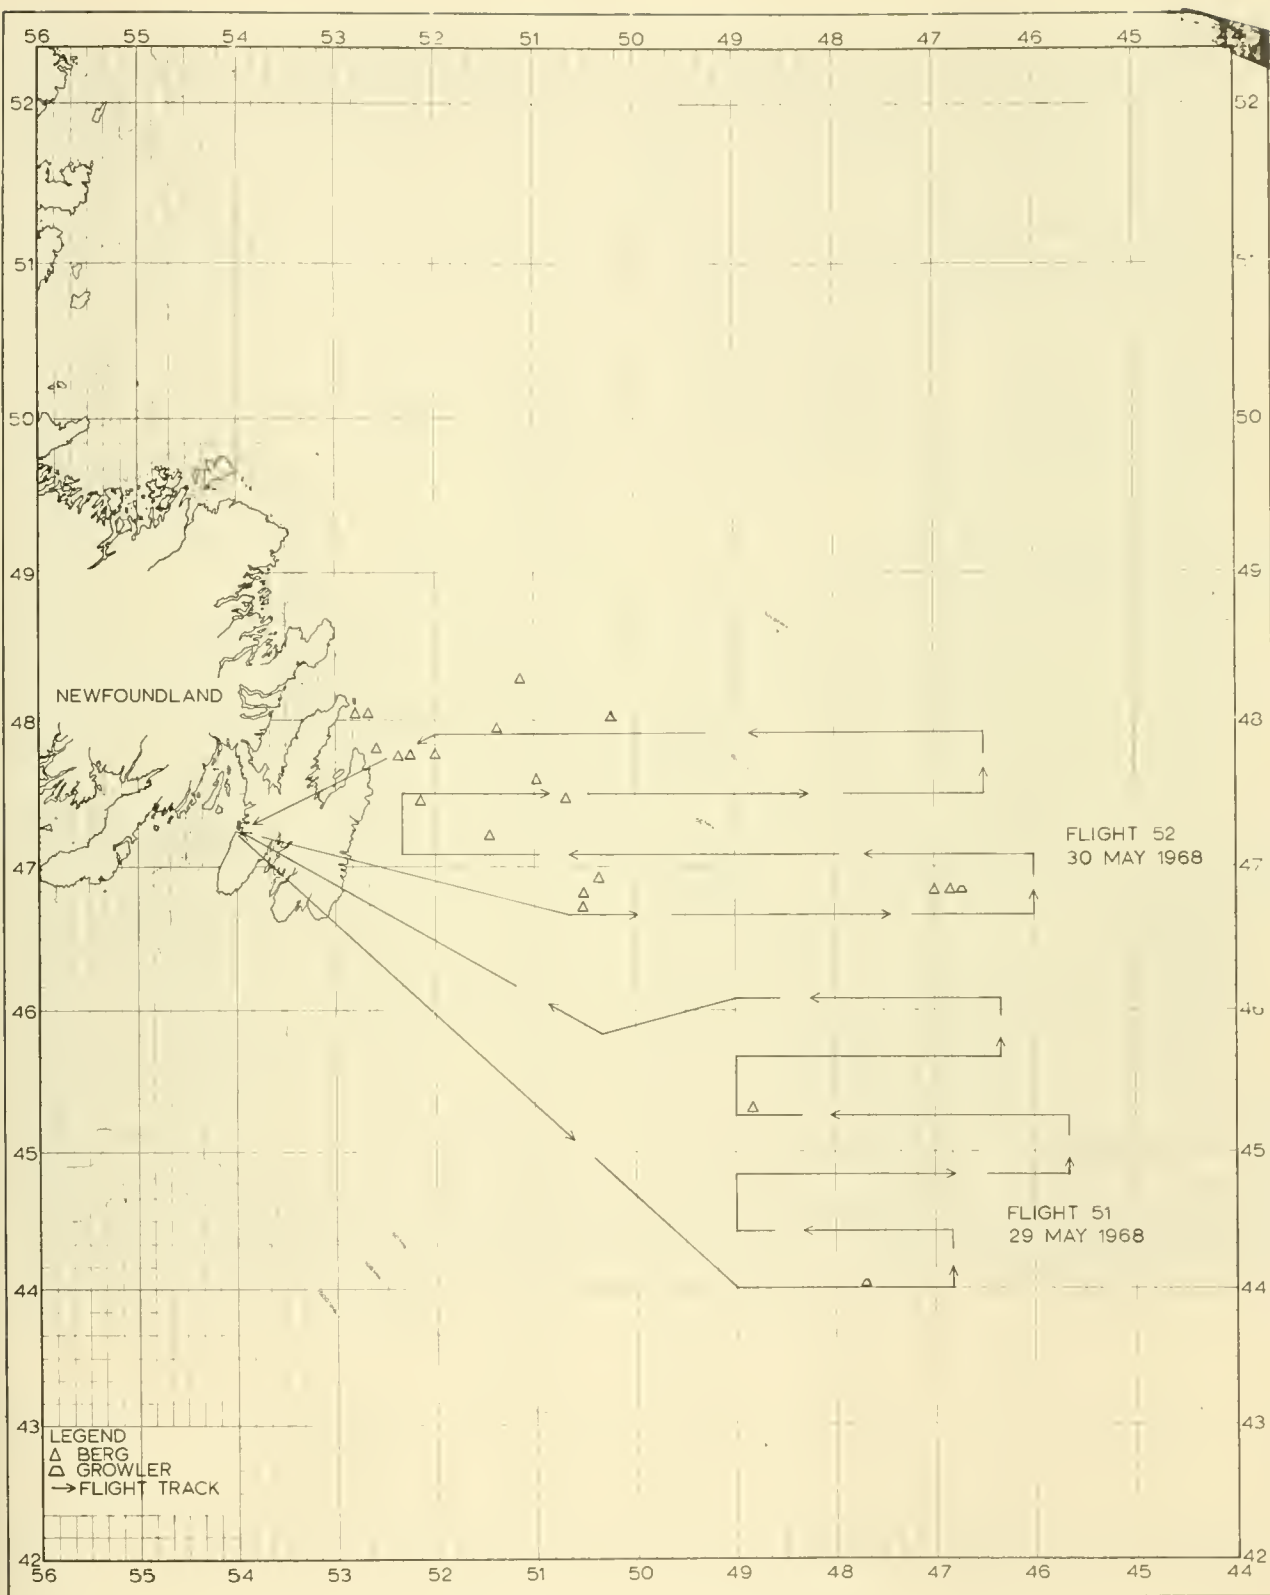 56 55 54 53 52 51 50 49 48 47 46 45
52 52
51
50 50
49 49
NEWFOUNDLAND
48 48
FLIGHT 52
30 MAY 1968
47 47
46 46
45 45
FLIGHT 51
29 MAY 1968
44 44
43 43
LEGEND
BERG
GROWLER
FLIGHT TRACK
42 42
56 55 54 53 52 51 50 49 48 47 46 45 44